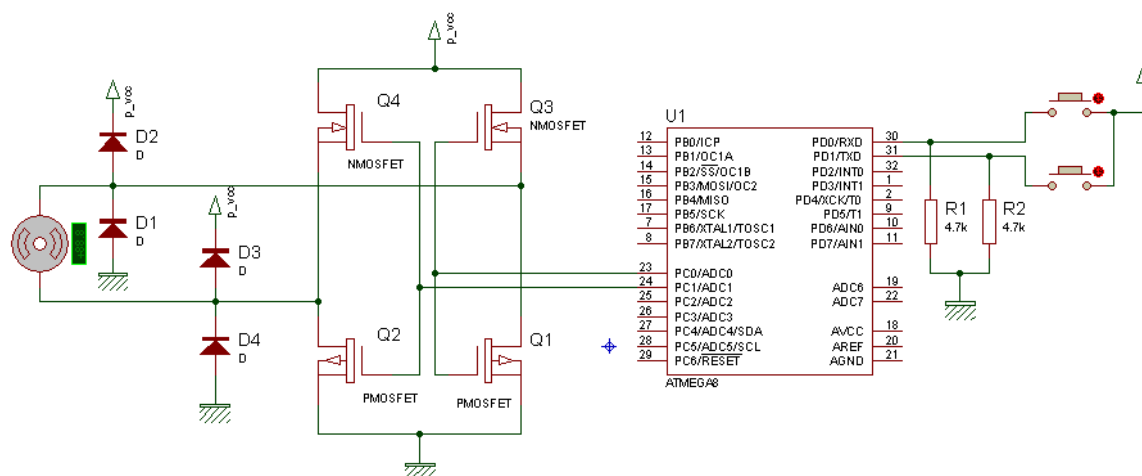 p_vcc
p_vcc
D2
D
D1
D
p_vcc
D3
D
D4
D
Q4
NMOSFET
Q3
NMOSFET
Q2
PMOSFET
Q1
PMOSFET
U1
12 PB0/ICP PD0/RXD 30
13 PB1/OC1A PD1/TXD 31
14 PB2/SS/OC1B PD2/INT0 32
15 PB3/MOSI/OC2 PD3/INT1 1
16 PB4/MISO PD4/XCK/T0 2
17 PB5/SCK PD5/T1 9
7 PB6/XTAL1/TOSC1 PD6/AIN0 10
8 PB7/XTAL2/TOSC2 PD7/AIN1 11
23 PC0/ADC0
24 PC1/ADC1 ADC6 19
25 PC2/ADC2 ADC7 22
26 PC3/ADC3
27 PC4/ADC4/SDA AVCC 18
28 PC5/ADC5/SCL AREF 20
29 PC6/RESET AGND 21
ATMEGA8
R1
4.7k
R2
4.7k